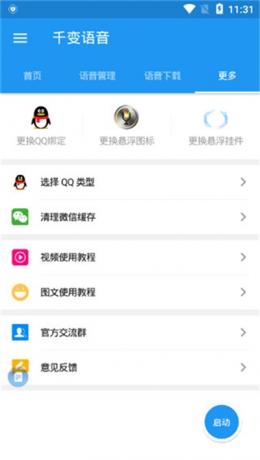 11:31
千变语音
首页 语音管理 语音下载 更多
更换QQ绑定 更换悬浮图标 更换悬浮挂件
选择 QQ 类型
清理微信缓存
视频使用教程
图文使用教程
官方交流群
意见反馈
启动